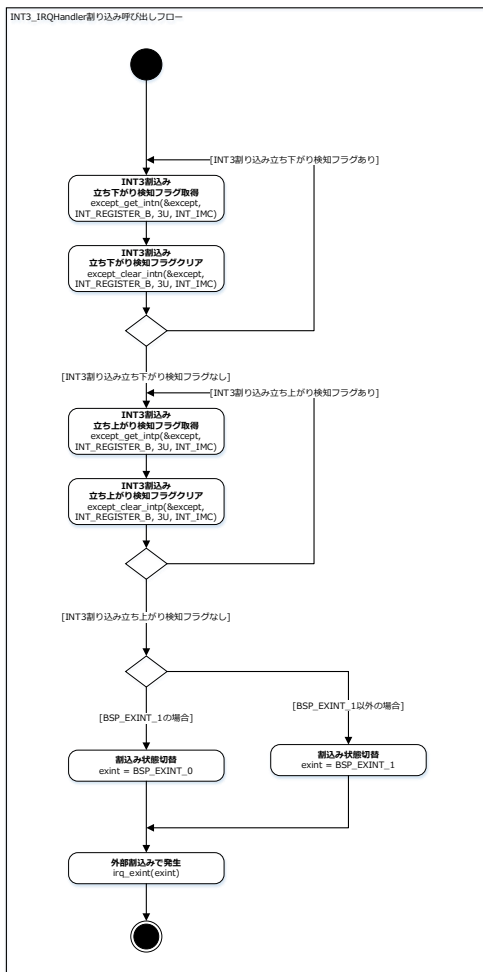 INT3_IRQHandler割り込み呼び出しフロー
[INT3割り込み立ち下がり検知フラグあり]
INT3割込み
立ち下がり検知フラグ取得
except_get_intn(&except,
INT_REGISTER_B, 3U, INT_IMC)
INT3割込み
立ち下がり検知フラグクリア
except_clear_intn(&except,
INT_REGISTER_B, 3U, INT_IMC)
[INT3割り込み立ち下がり検知フラグなし]
[INT3割り込み立ち上がり検知フラグあり]
INT3割込み
立ち上がり検知フラグ取得
except_get_intp(&except,
INT_REGISTER_B, 3U, INT_IMC)
INT3割込み
立ち上がり検知フラグクリア
except_clear_intp(&except,
INT_REGISTER_B, 3U, INT_IMC)
[INT3割り込み立ち上がり検知フラグなし]
[BSP_EXINT_1の場合]
[BSP_EXINT_1以外の場合]
割込み状態切替
exint = BSP_EXINT_0
割込み状態切替
exint = BSP_EXINT_1
外部割込みで発生
irq_exint(exint)